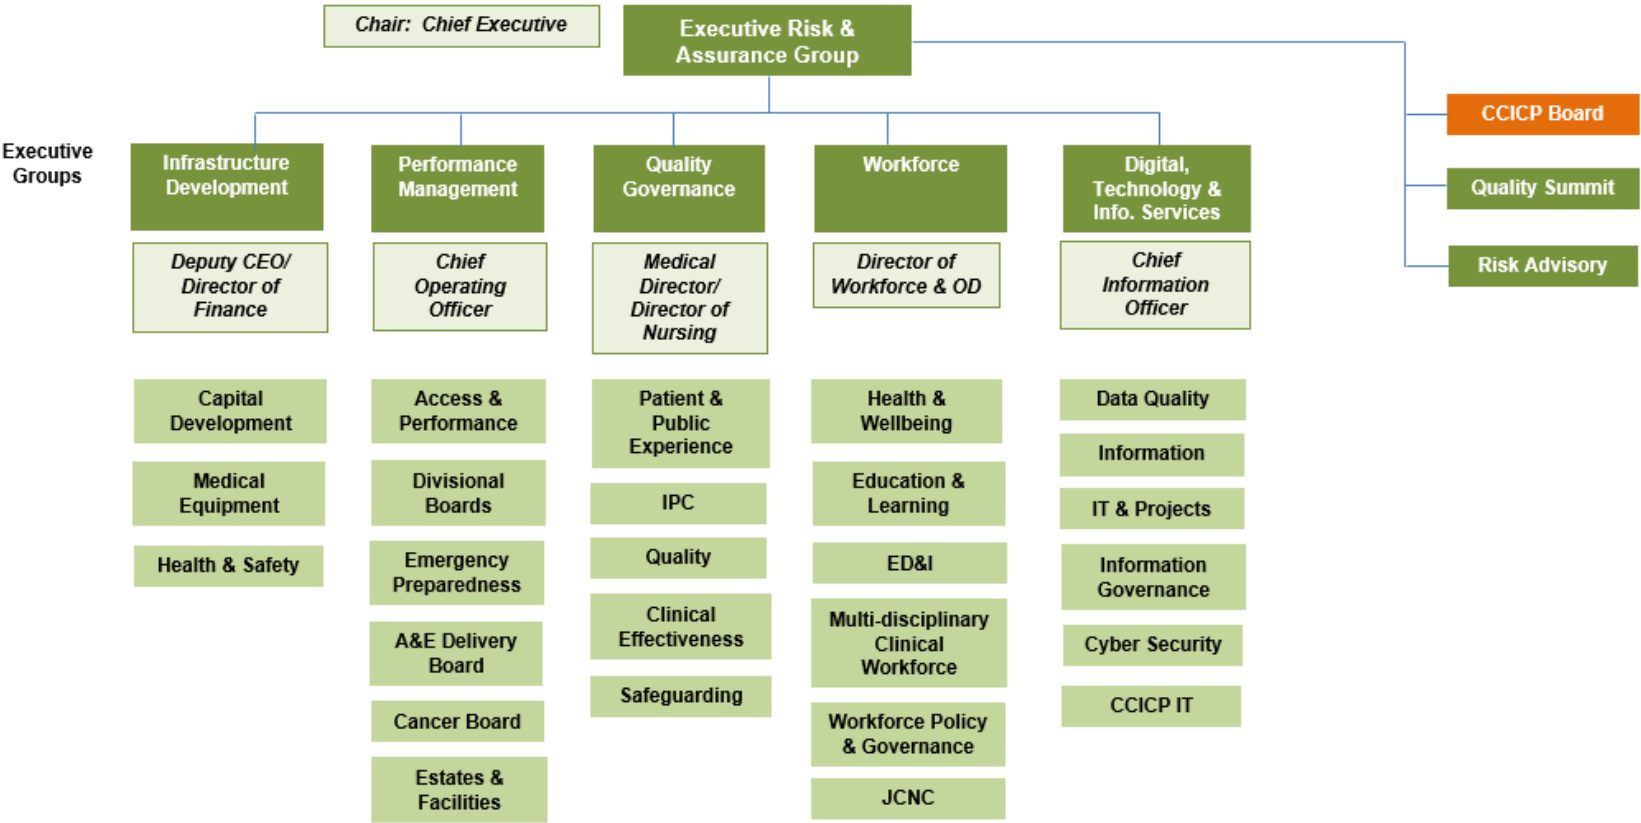 Chair:  Chief Executive
Executive Risk &
Assurance Group
CCICP Board
Quality Summit
Risk Advisory
Executive
Groups
Infrastructure
Development
Performance
Management
Quality
Governance
Workforce
Digital,
Technology &
Info. Services
Deputy CEO/
Director of
Finance
Chief
Operating
Officer
Medical
Director/
Director of
Nursing
Director of
Workforce & OD
Chief
Information
Officer
Capital
Development
Medical
Equipment
Health & Safety
Access &
Performance
Divisional
Boards
Emergency
Preparedness
A&E Delivery
Board
Cancer Board
Estates &
Facilities
Patient &
Public
Experience
IPC
Quality
Clinical
Effectiveness
Safeguarding
Health &
Wellbeing
Education &
Learning
ED&I
Multi-disciplinary
Clinical
Workforce
Workforce Policy
& Governance
JCNC
Data Quality
Information
IT & Projects
Information
Governance
Cyber Security
CCICP IT